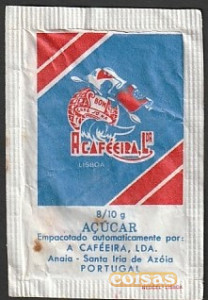 A CAFÉEIRA, L.DA
LISBOA
8/10 g
AÇÚCAR
Empacotado automaticamente por:
A CAFÉEIRA, LDA.
Anaia - Santa Iria de Azóia
PORTUGAL
coisas